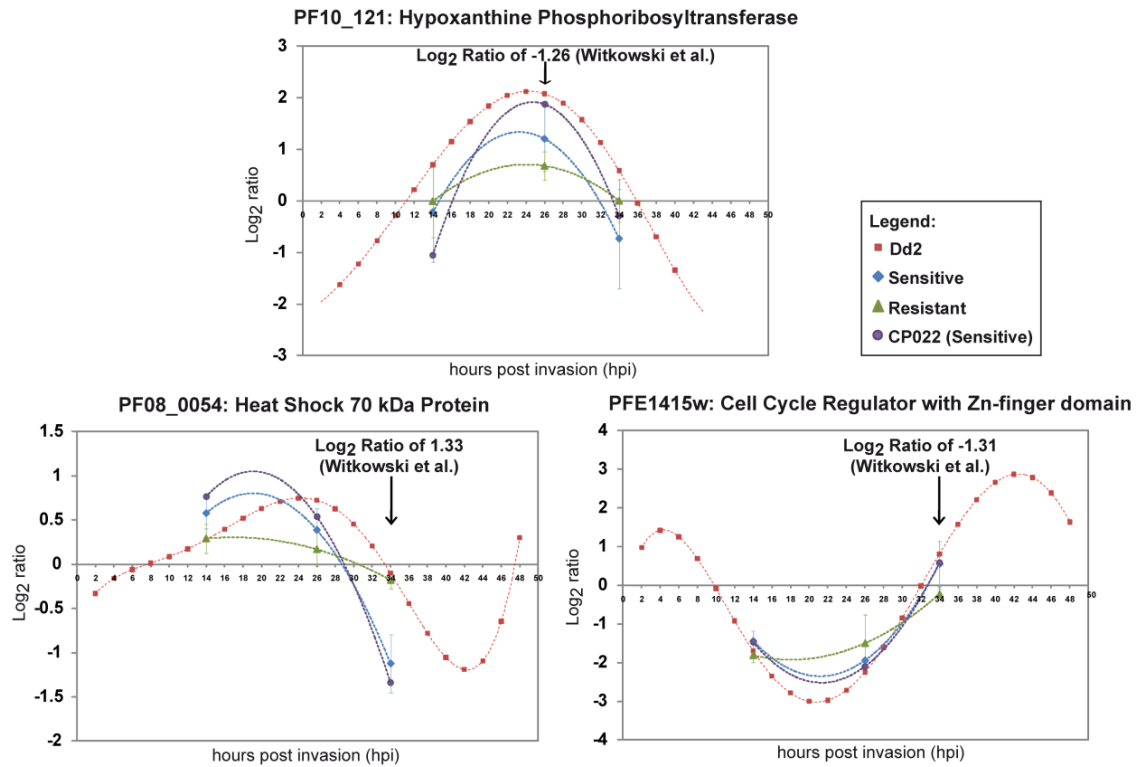 PF10_121: Hypoxanthine Phosphoribosyltransferase
Log2 Ratio of -1.26 (Witkowski et al.)
3
2
1
0
-1
-2
-3
Log2 ratio
0 2 4 6 8 10 12 14 16 18 20 22 24 26 28 30 32 34 36 38 40 42 44 46 48 50
hours post invasion (hpi)
Legend:
Dd2
Sensitive
Resistant
CP022 (Sensitive)
PF08_0054: Heat Shock 70 kDa Protein
Log2 Ratio of 1.33
(Witkowski et al.)
1.5
1
0.5
0
-0.5
-1
-1.5
-2
Log2 ratio
0 2 4 6 8 10 12 14 16 18 20 22 24 26 28 30 32 34 36 38 40 42 44 46 48 50
hours post invasion (hpi)
PFE1415w: Cell Cycle Regulator with Zn-finger domain
Log2 Ratio of -1.31
(Witkowski et al.)
4
3
2
1
0
-1
-2
-3
-4
Log2 ratio
0 2 4 6 8 10 12 14 16 18 20 22 24 26 28 30 32 34 36 38 40 42 44 46 48 50
hours post invasion (hpi)